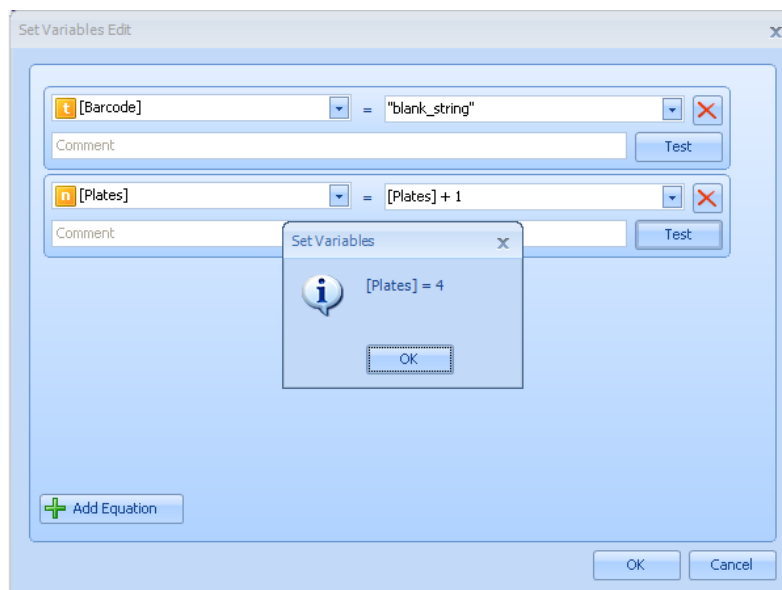 Set Variables Edit
t [Barcode] = "blank_string"
Comment Test
n [Plates] = [Plates] + 1
Comment Test
Set Variables
i [Plates] = 4
OK
Add Equation
OK Cancel